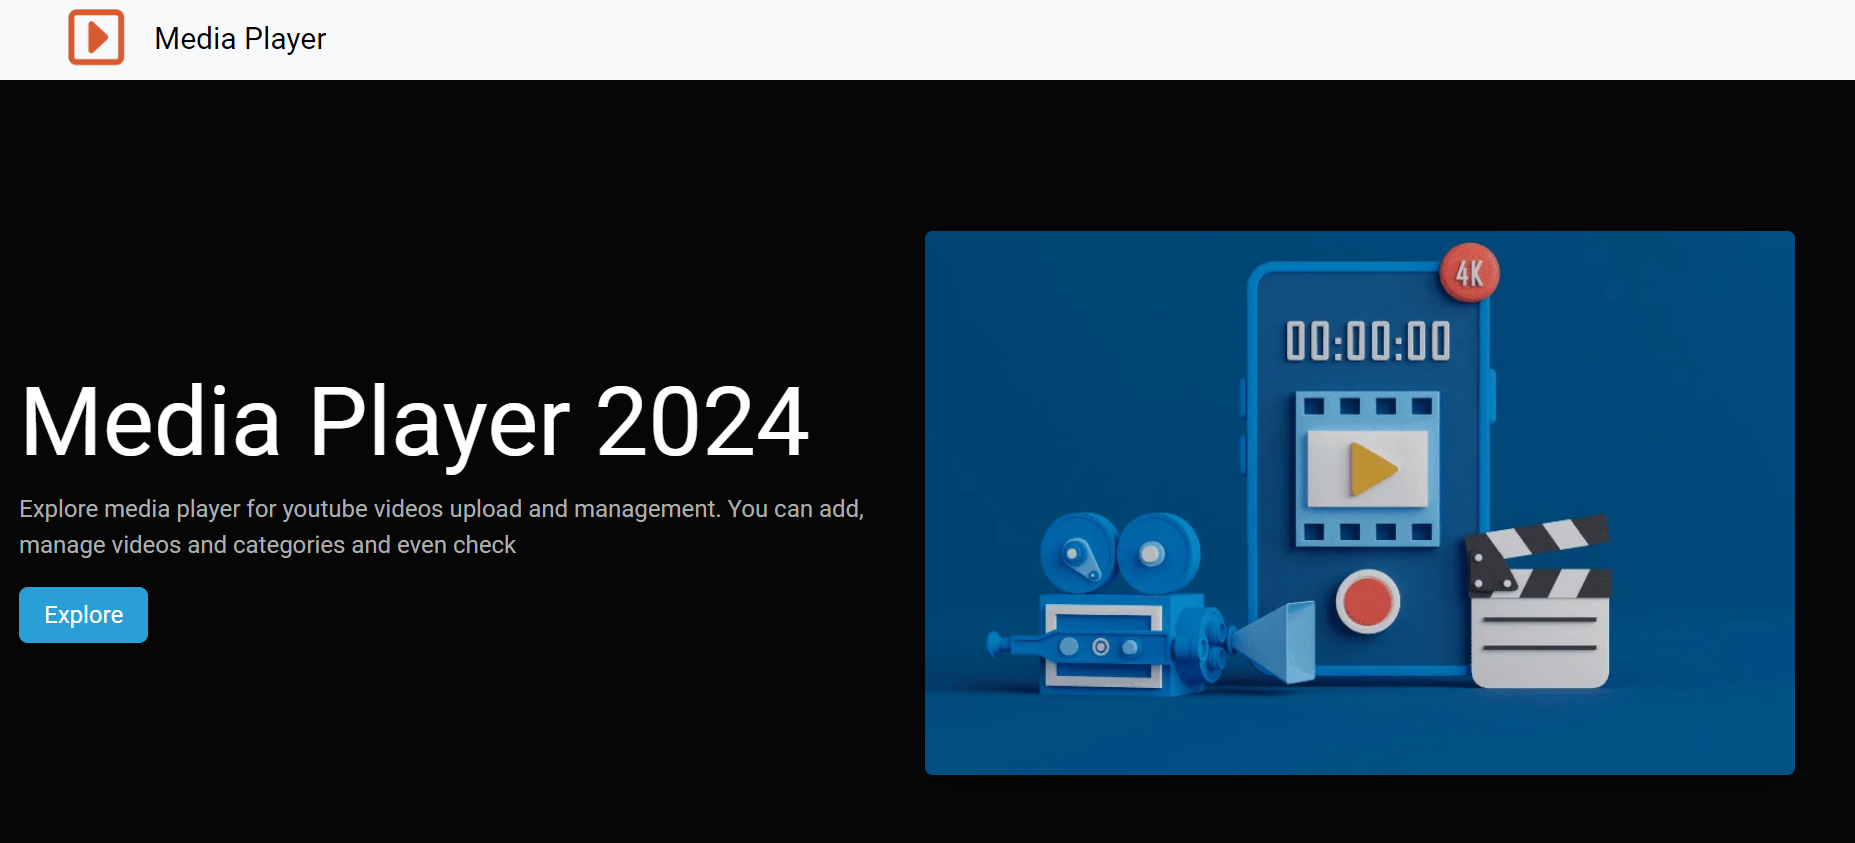 Media Player
Media Player 2024
Explore media player for youtube videos upload and management. You can add,
manage videos and categories and even check
Explore
4K
00:00:00